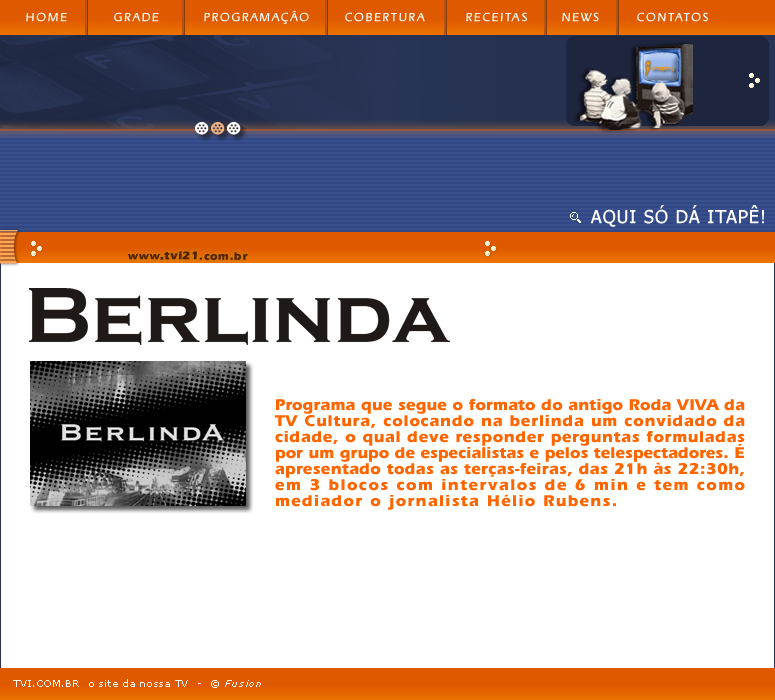 HOME GRADE PROGRAMAÇÃO COBERTURA RECEITAS NEWS CONTATOS
AQUI SÓ DÁ ITAPÊ!
www.tvi21.com.br
BERLINDA
BERLINDA
Programa que segue o formato do antigo Roda VIVA da
TV Cultura, colocando na berlinda um convidado da
cidade, o qual deve responder perguntas formuladas
por um grupo de especialistas e pelos telespectadores. É
apresentado todas as terças-feiras, das 21h às 22:30h,
em 3 blocos com intervalos de 6 min e tem como
mediador o jornalista Hélio Rubens.
TVI.COM.BR o site da nossa TV - © Fusion